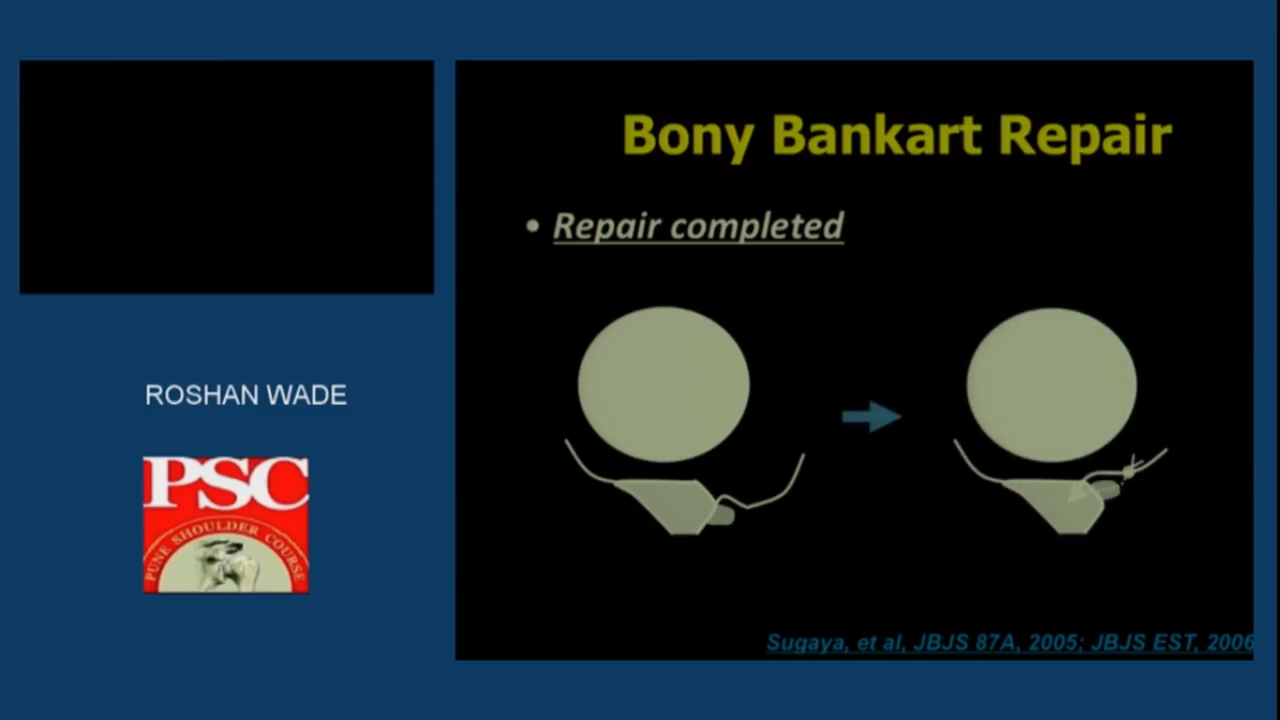 Bony Bankart Repair
• Repair completed
ROSHAN WADE
PSC
PUNE SHOULDER COURSE
Sugaya, et al, JBJS 87A, 2005; JBJS EST, 2006